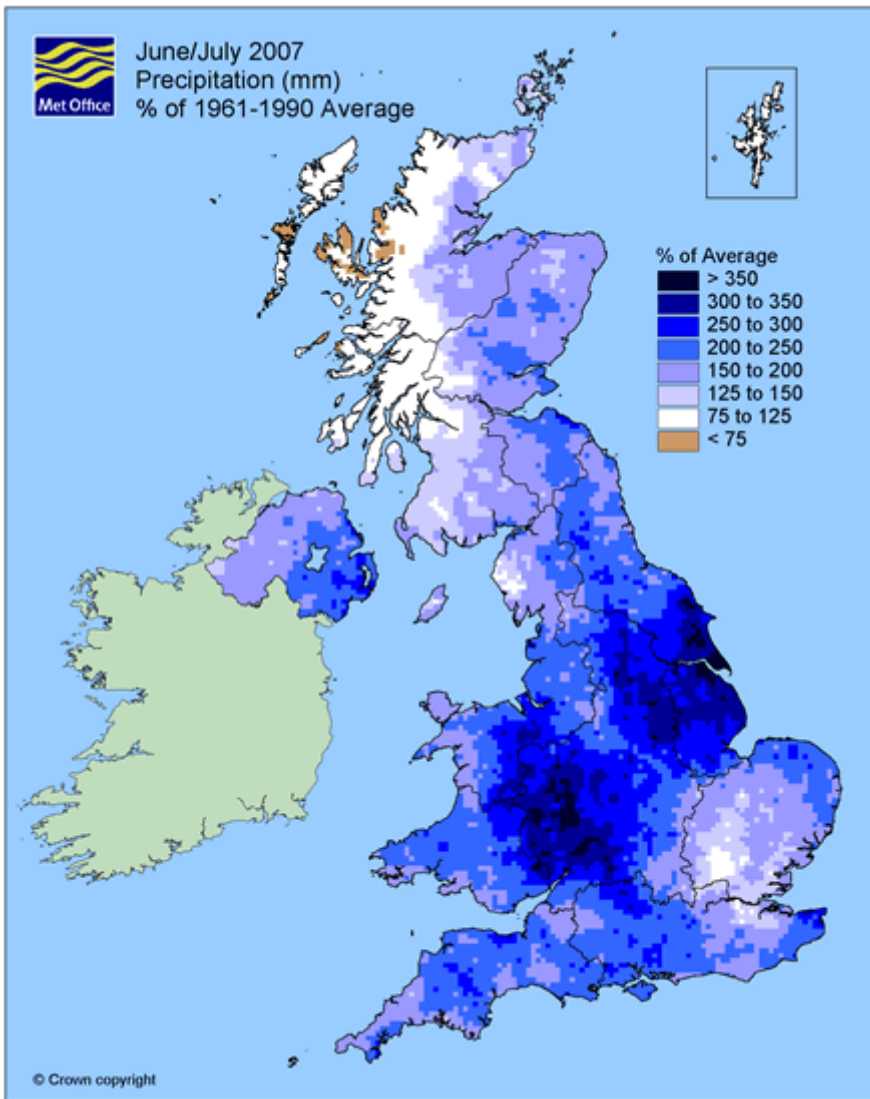 June/July 2007
Precipitation (mm)
% of 1961-1990 Average
Met Office
% of Average
> 350
300 to 350
250 to 300
200 to 250
150 to 200
125 to 150
75 to 125
< 75
© Crown copyright